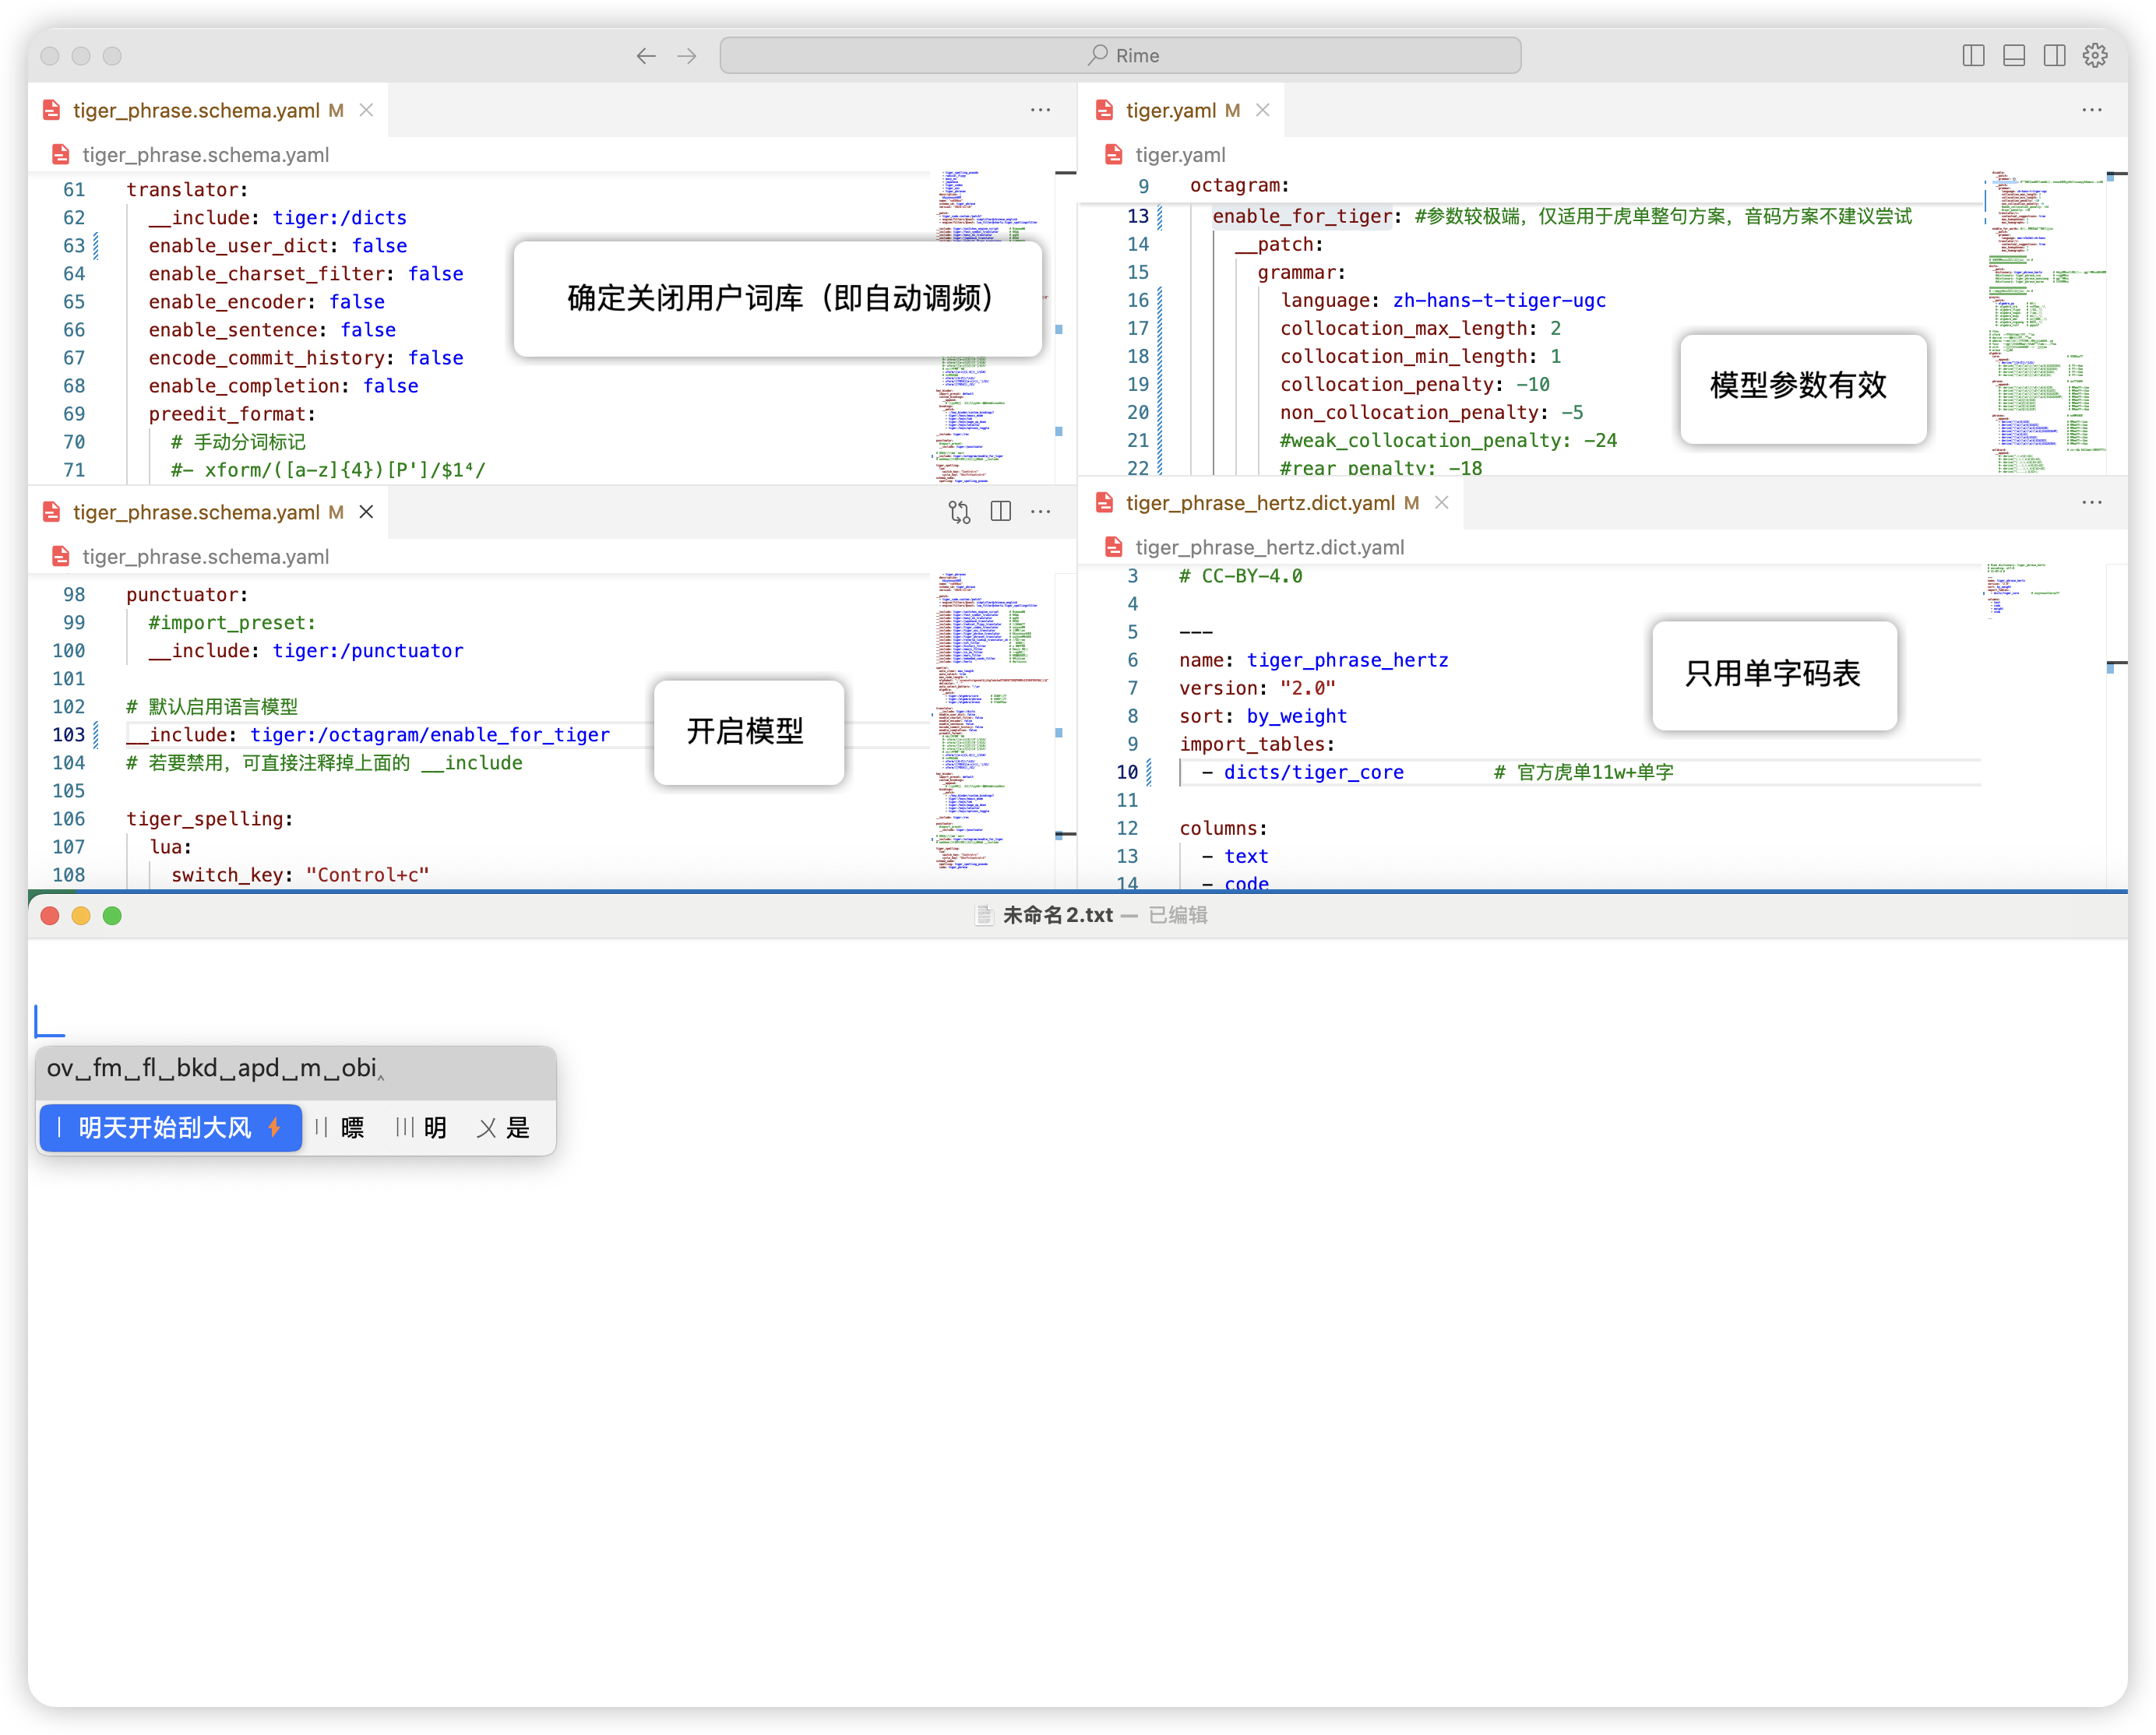 Rime
tiger_phrase.schema.yaml M
tiger_phrase.schema.yaml
61 translator:
62 __include: tiger:/dicts
63 enable_user_dict: false
64 enable_charset_filter: false
65 enable_encoder: false
66 enable_sentence: false
67 encode_commit_history: false
68 enable_completion: false
69 preedit_format:
70 # 手动分词标记
71 #- xform/([a-z]{4})[P']/$1⁴/
确定关闭用户词库（即自动调频）
tiger.yaml M
tiger.yaml
9 octagram:
13 enable_for_tiger: #参数较极端，仅适用于虎单整句方案，音码方案不建议尝试
14 __patch:
15 grammar:
16 language: zh-hans-t-tiger-ugc
17 collocation_max_length: 2
18 collocation_min_length: 1
19 collocation_penalty: -10
20 non_collocation_penalty: -5
21 #weak_collocation_penalty: -24
22 #rear_penalty: -18
模型参数有效
tiger_phrase.schema.yaml M
tiger_phrase.schema.yaml
98 punctuator:
99 #import_preset:
100 __include: tiger:/punctuator
101
102 # 默认启用语言模型
103 __include: tiger:/octagram/enable_for_tiger
104 # 若要禁用，可直接注释掉上面的 __include
105
106 tiger_spelling:
107 lua:
108 switch_key: "Control+c"
开启模型
tiger_phrase_hertz.dict.yaml M
tiger_phrase_hertz.dict.yaml
3 # CC-BY-4.0
4
5 ---
6 name: tiger_phrase_hertz
7 version: "2.0"
8 sort: by_weight
9 import_tables:
10 - dicts/tiger_core # 官方虎单11w+单字
11
12 columns:
13 - text
14 - code
只用单字码表
未命名2.txt — 已编辑
ov␣fm␣fl␣bkd␣apd␣m␣obi‸
〡 明天开始刮大风 ⚡ 〢 瞟 〣 明 〤 是